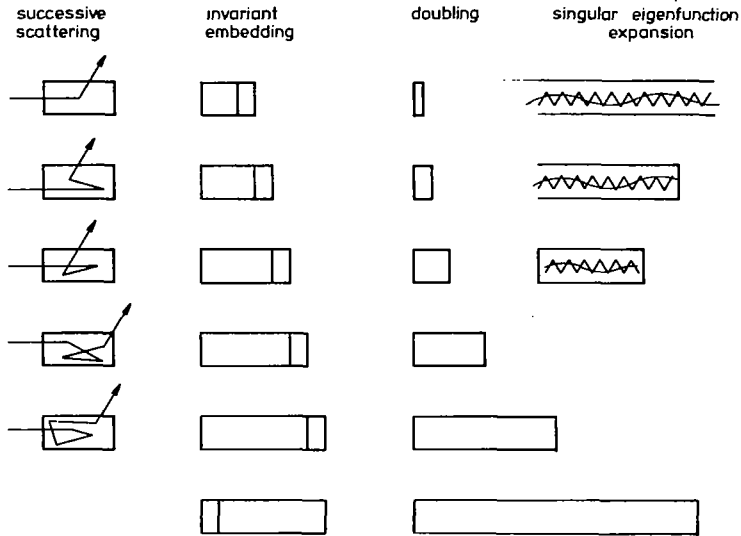 successive
scattering
invariant
embedding
doubling
singular eigenfunction
expansion